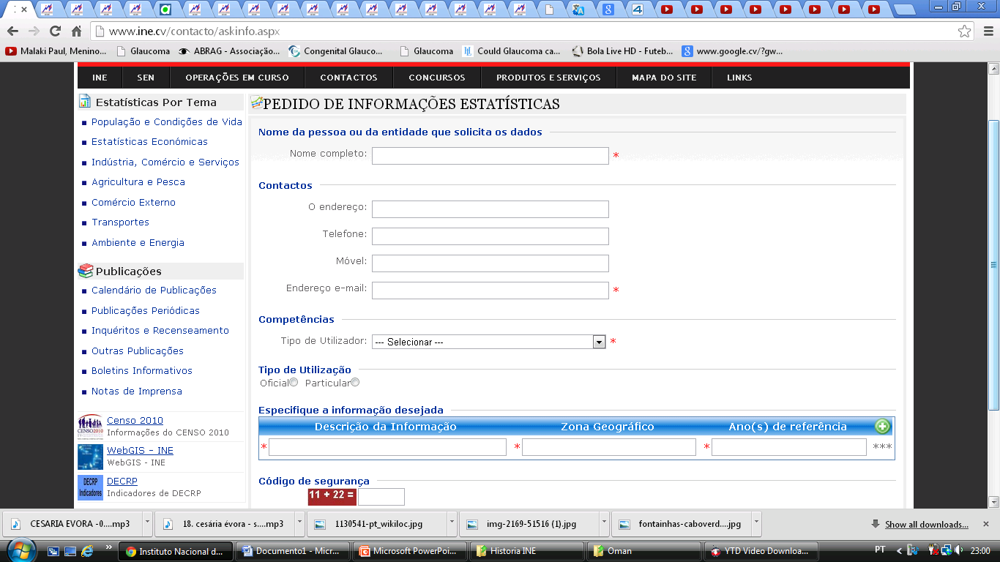 www.ine.cv/contacto/askinfo.aspx
Malaki Paul, Menino...
Glaucoma
ABRAG - Associação...
Congenital Glauco...
Glaucoma
Could Glaucoma ca...
Bola Live HD - Futeb...
www.google.cv/?gw...
INE
SEN
OPERAÇÕES EM CURSO
CONTACTOS
CONCURSOS
PRODUTOS E SERVIÇOS
MAPA DO SITE
LINKS
Estatísticas Por Tema
População e Condições de Vida
Estatísticas Económicas
Indústria, Comércio e Serviços
Agricultura e Pesca
Comércio Externo
Transportes
Ambiente e Energia
Publicações
Calendário de Publicações
Publicações Periódicas
Inquéritos e Recenseamento
Outras Publicações
Boletins Informativos
Notas de Imprensa
CENSO2010
Censo 2010
Informações do CENSO 2010
WebGIS - INE
WebGIS - INE
DECRP
Indicadores
DECRP
Indicadores de DECRP
PEDIDO DE INFORMAÇÕES ESTATÍSTICAS
Nome da pessoa ou da entidade que solicita os dados
Nome completo: *
Contactos
O endereço:
Telefone:
Móvel:
Endereço e-mail: *
Competências
Tipo de Utilizador: --- Selecionar --- *
Tipo de Utilização
Oficial Particular
Especifique a informação desejada
Descrição da Informação Zona Geográfico Ano(s) de referência
* * * ***
Código de segurança
11 + 22 =
CESARIA EVORA -0....mp3
18. cesária évora - s....mp3
1130541-pt_wikiloc.jpg
img-2169-51516 (1).jpg
fontainhas-caboverd....jpg
Show all downloads...
Instituto Nacional d...
Documento1 - Micr...
Microsoft PowerPoi...
Historia INE
Oman
YTD Video Downloa...
PT
23:00